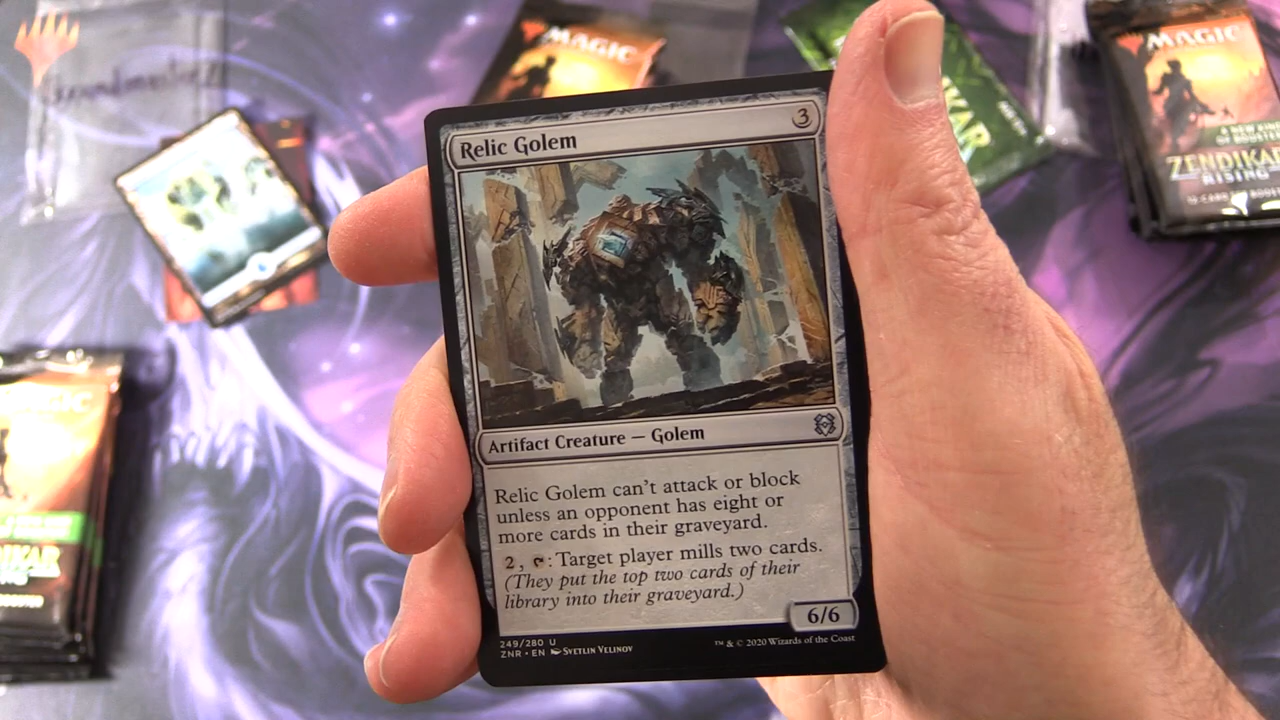 MAGIC
MAGIC
ZENDIKAR
RISING
Relic Golem
3
Artifact Creature — Golem
Relic Golem can't attack or block
unless an opponent has eight or
more cards in their graveyard.
2, : Target player mills two cards.
(They put the top two cards of their
library into their graveyard.)
6/6
249/280 U
ZNR • EN Svetlin Velinov
™ & © 2020 Wizards of the Coast